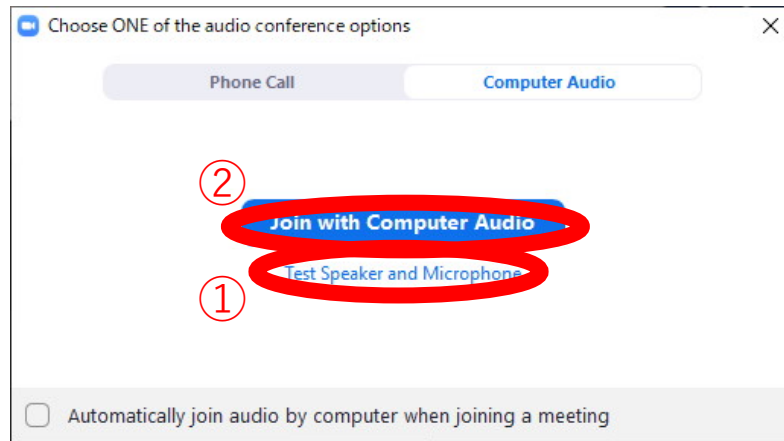 Choose ONE of the audio conference options
Phone Call Computer Audio
②
Join with Computer Audio
Test Speaker and Microphone
①
Automatically join audio by computer when joining a meeting